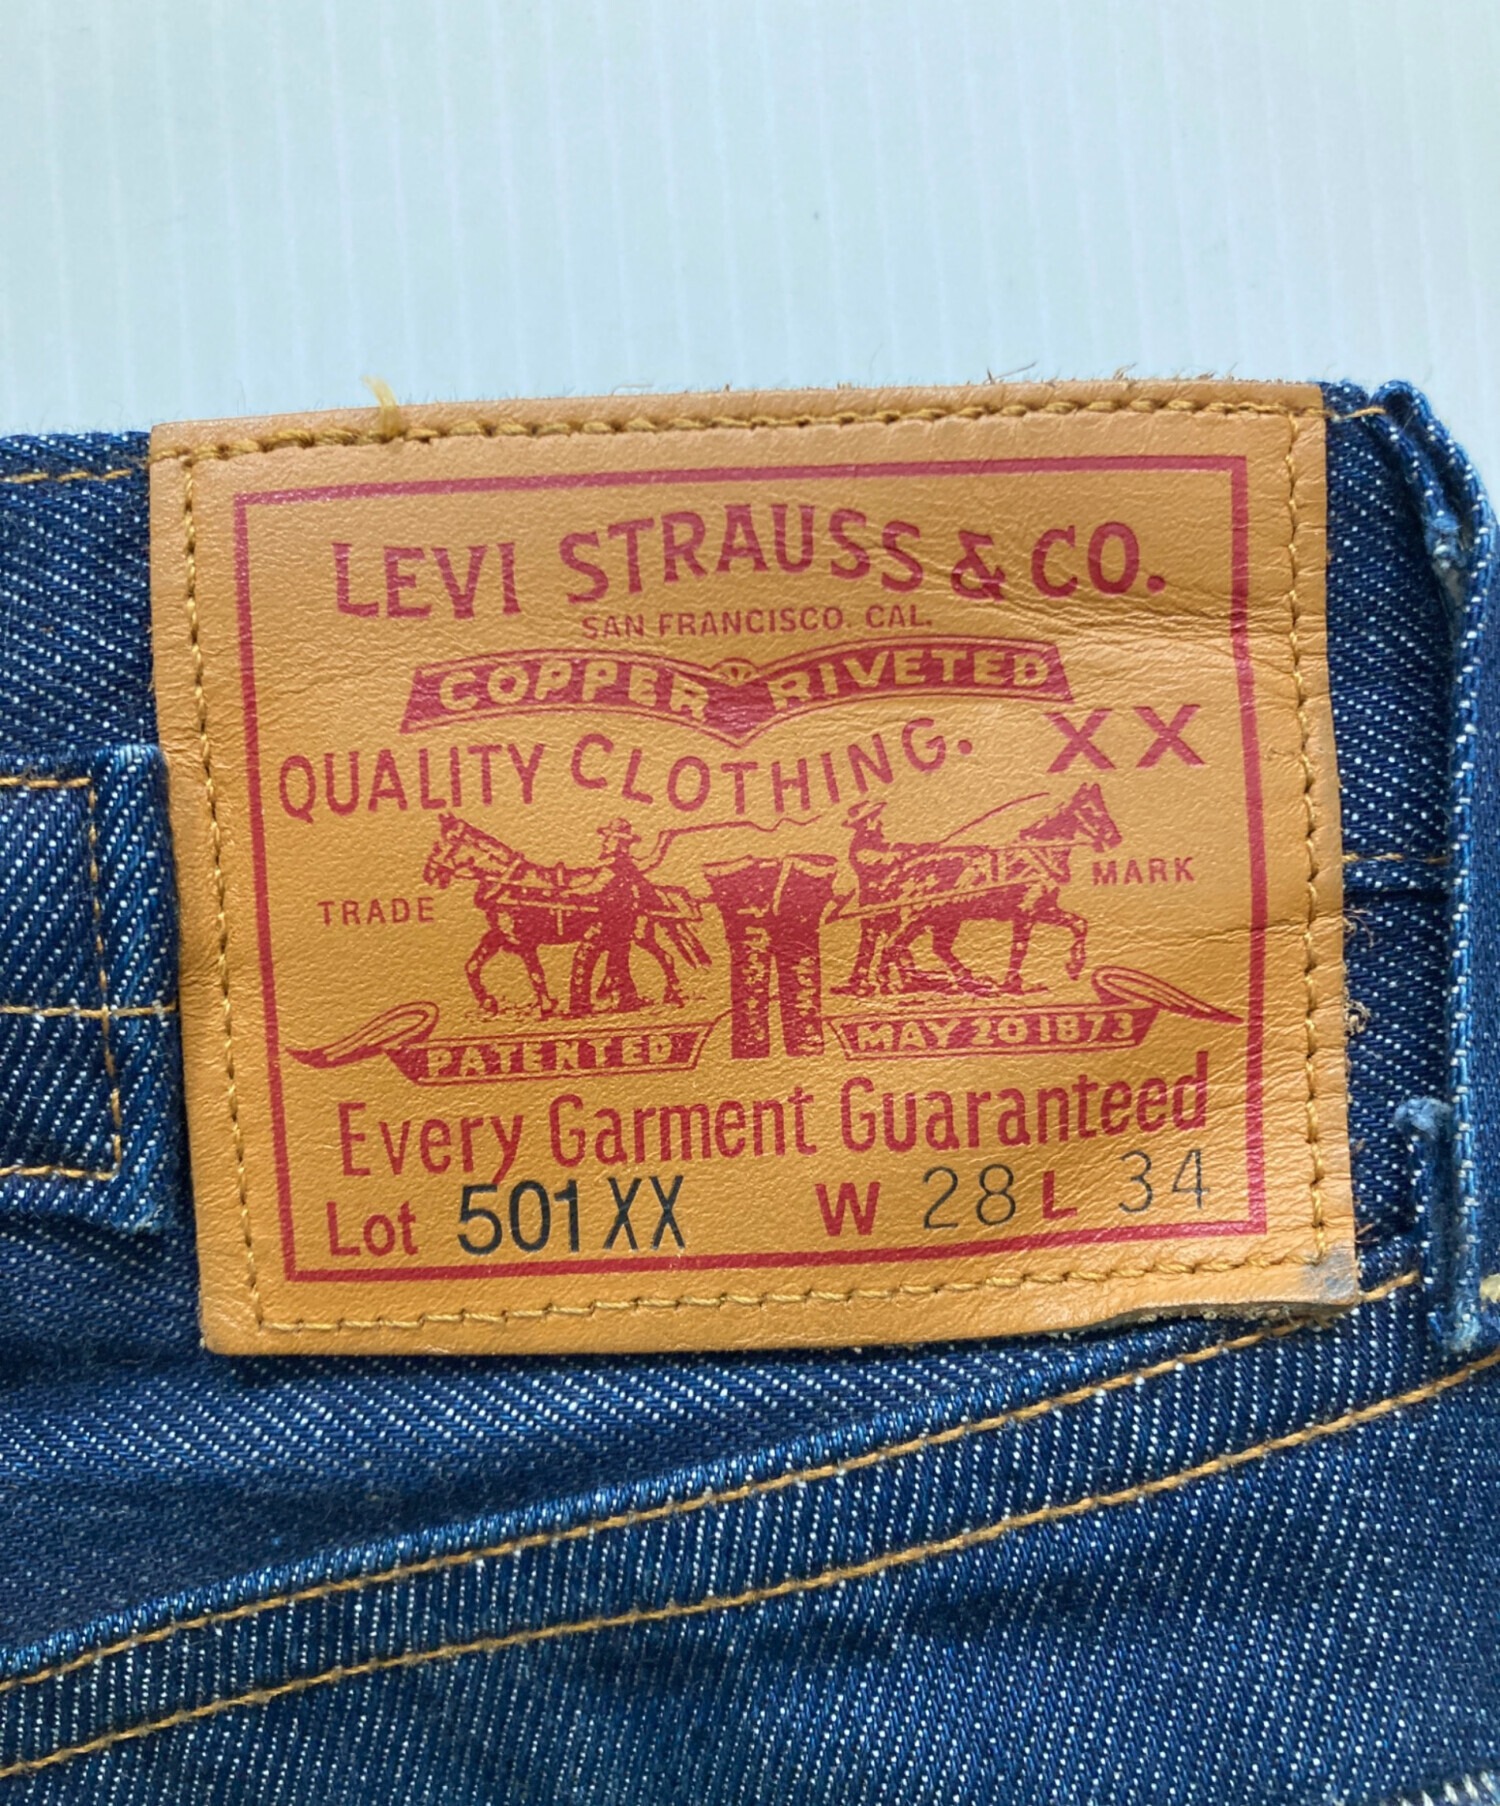 LEVI STRAUSS & CO.
SAN FRANCISCO. CAL.
COPPER RIVETED
QUALITY CLOTHING. XX
TRADE MARK
PATENTED MAY 20 1873
Every Garment Guaranteed
Lot 501XX W 28 L 34